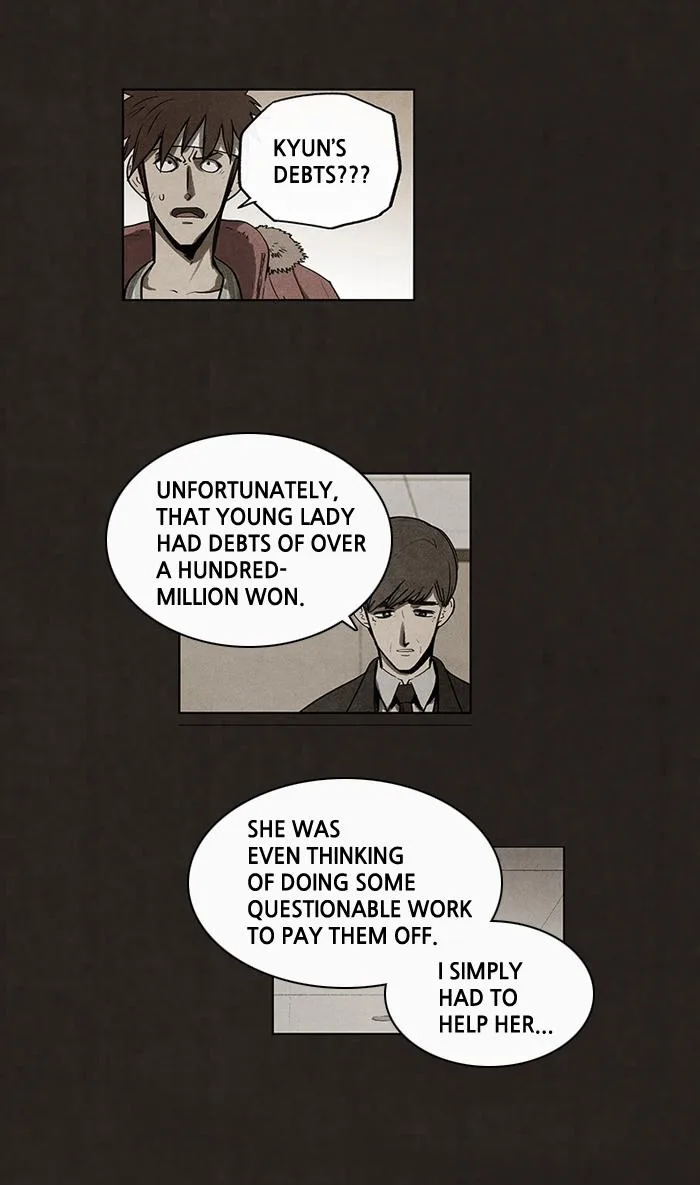 KYUN'S
DEBTS???
UNFORTUNATELY,
THAT YOUNG LADY
HAD DEBTS OF OVER
A HUNDRED-
MILLION WON.
SHE WAS
EVEN THINKING
OF DOING SOME
QUESTIONABLE WORK
TO PAY THEM OFF.
I SIMPLY
HAD TO
HELP HER...